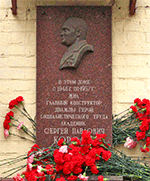 В ЭТОМ ДОМЕ
ЖИЛ
ГЛАВНЫЙ КОНСТРУКТОР
ДВАЖДЫ ГЕРОЙ
СОЦИАЛИСТИЧЕСКОГО ТРУДА
АКАДЕМИК
СЕРГЕЙ ПАВЛОВИЧ